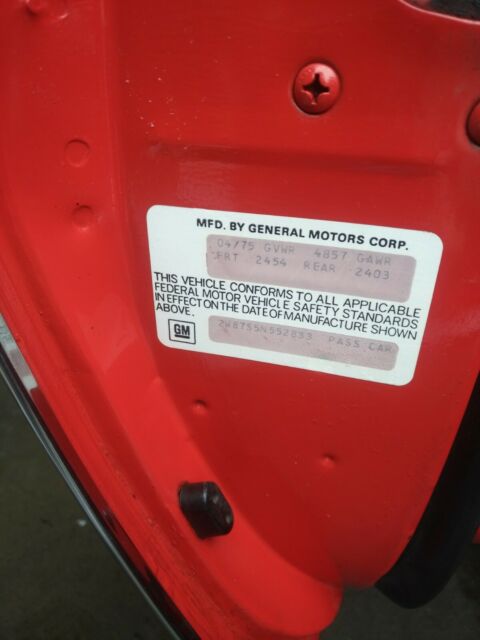 MFD. BY GENERAL MOTORS CORP.
04/75 GVWR 4857 GAWR
FRT 2454 REAR 2403
THIS VEHICLE CONFORMS TO ALL APPLICABLE
FEDERAL MOTOR VEHICLE SAFETY STANDARDS
IN EFFECT ON THE DATE OF MANUFACTURE SHOWN
ABOVE.
GM
PASS CAR